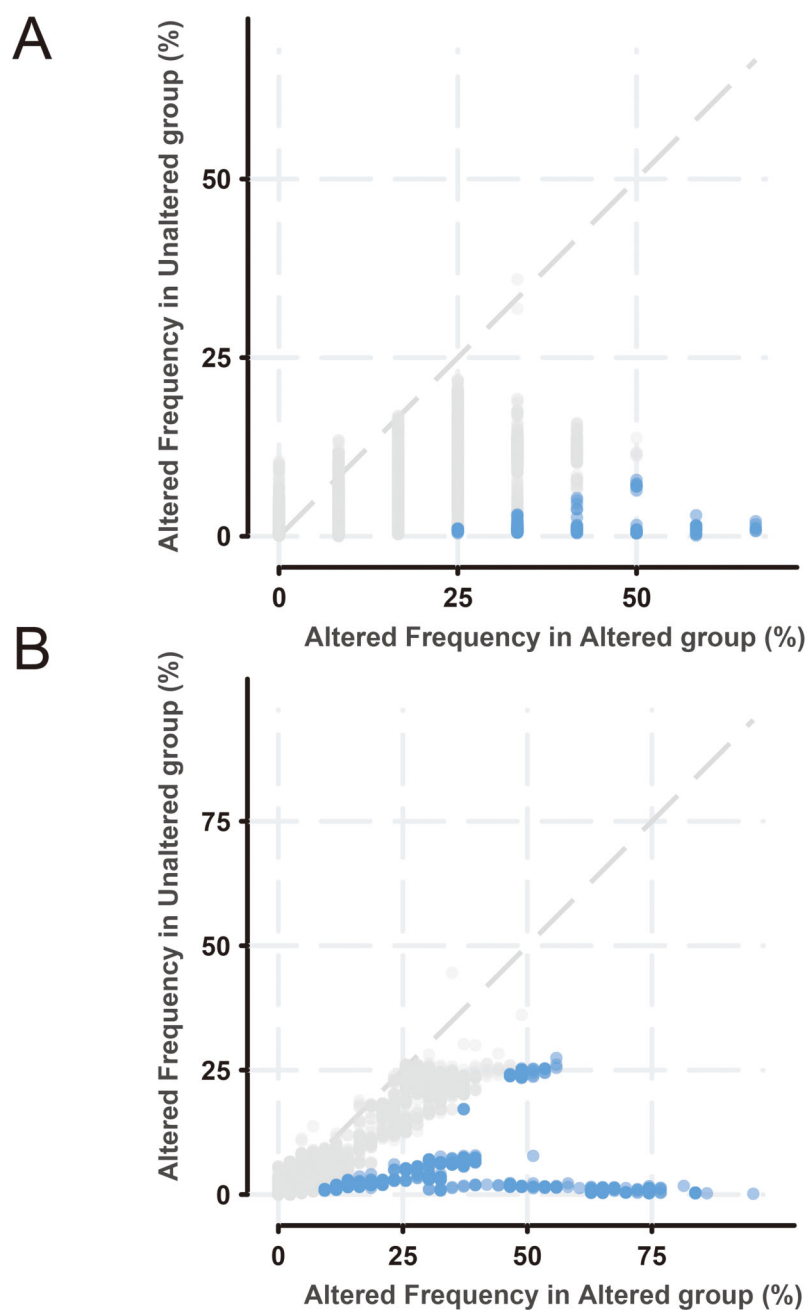 A
Altered Frequency in Unaltered group (%)
50
25
0
0 25 50
Altered Frequency in Altered group (%)
B
Altered Frequency in Unaltered group (%)
75
50
25
0
0 25 50 75
Altered Frequency in Altered group (%)